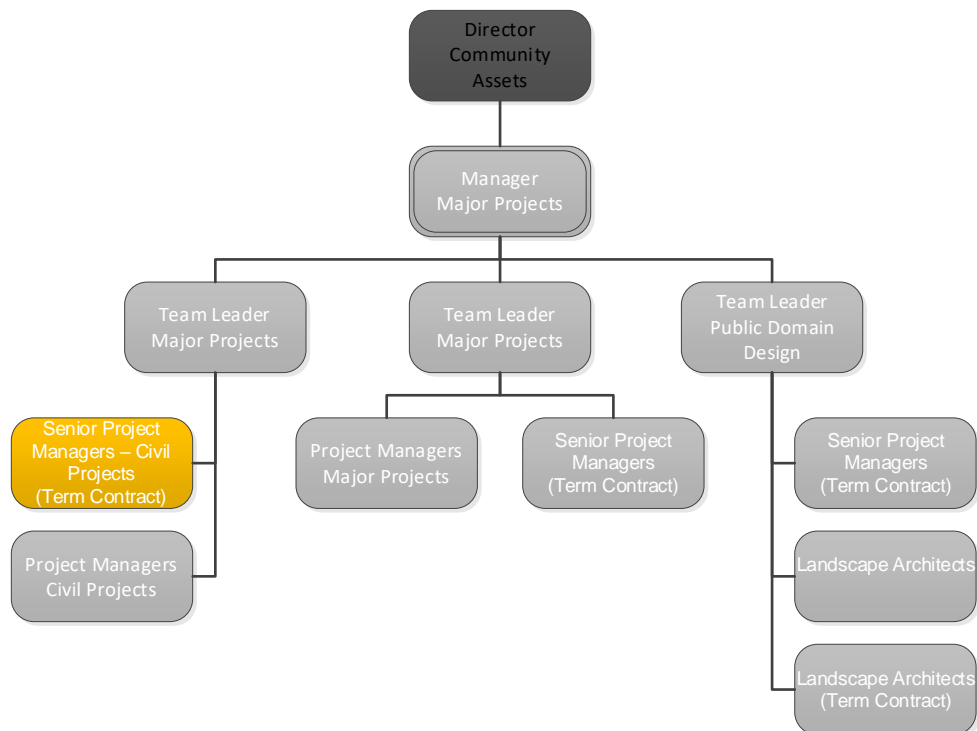 Director
Community
Assets
Manager
Major Projects
Team Leader
Major Projects
Team Leader
Major Projects
Team Leader
Public Domain
Design
Senior Project
Managers – Civil
Projects
(Term Contract)
Project Managers
Major Projects
Senior Project
Managers
(Term Contract)
Senior Project
Managers
(Term Contract)
Project Managers
Civil Projects
Landscape Architects
Landscape Architects
(Term Contract)